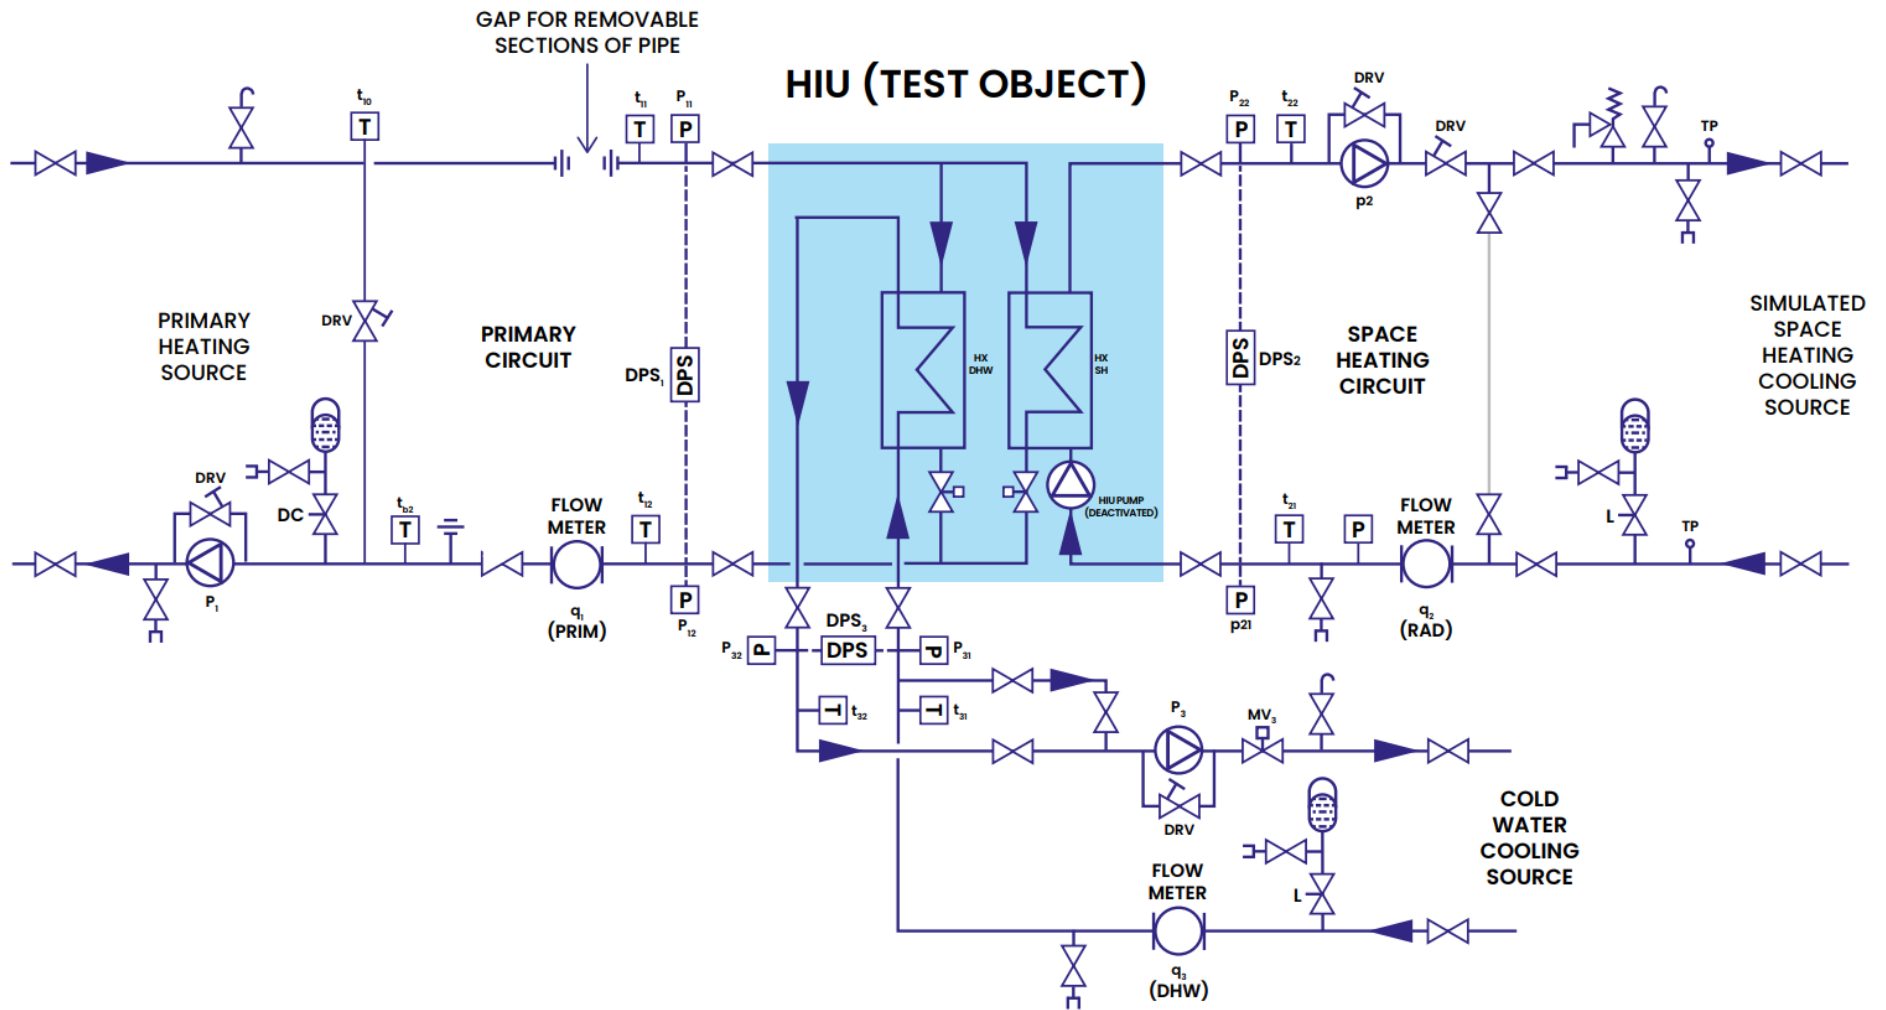 GAP FOR REMOVABLE
SECTIONS OF PIPE
HIU (TEST OBJECT)
t10
T
t11
T
P11
P
P22
P
t22
T
DRV
p2
DRV
TP
PRIMARY
HEATING
SOURCE
DRV
PRIMARY
CIRCUIT
DPS1
DPS
HX
DHW
HX
SH
DPS
DPS2
SPACE
HEATING
CIRCUIT
SIMULATED
SPACE
HEATING
COOLING
SOURCE
DRV
P1
DC
tb2
T
FLOW
METER
q1
(PRIM)
t12
T
P
P12
HIU PUMP
(DEACTIVATED)
t21
T
P
P
p21
FLOW
METER
q2
(RAD)
L
TP
P32
P
DPS3
DPS
P
P31
T
t32
T
t31
P3
DRV
MV3
COLD
WATER
COOLING
SOURCE
L
FLOW
METER
q3
(DHW)